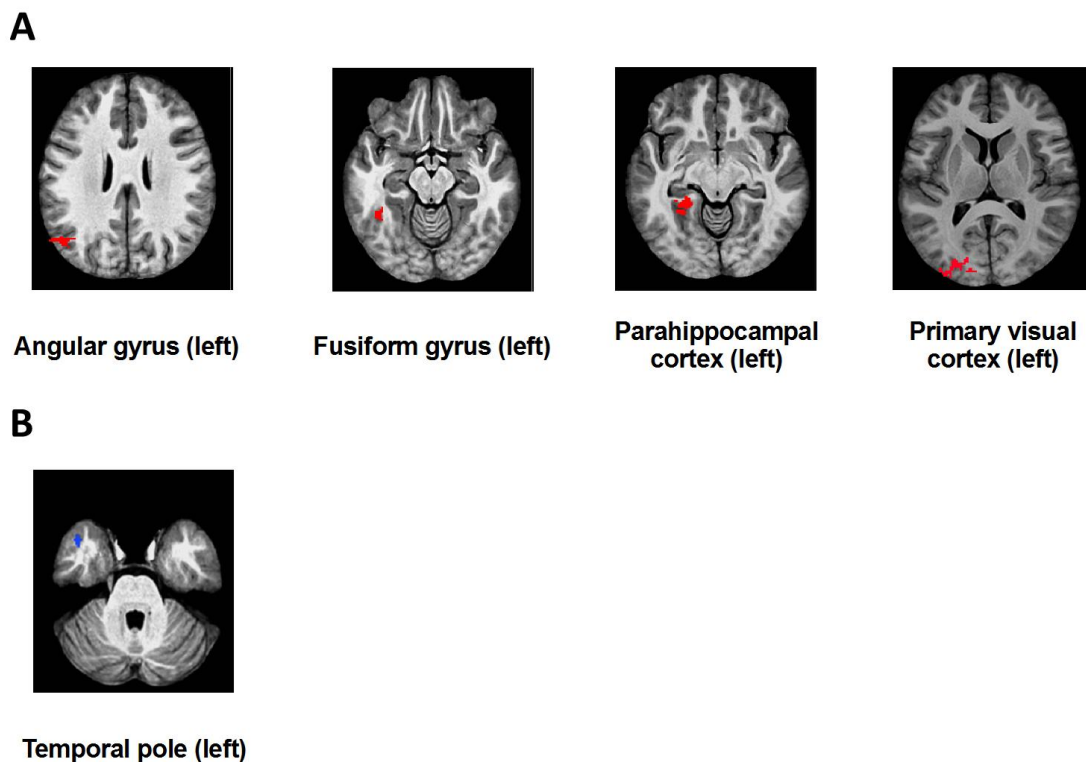 A
Angular gyrus (left)
Fusiform gyrus (left)
Parahippocampal
cortex (left)
Primary visual
cortex (left)
B
Temporal pole (left)